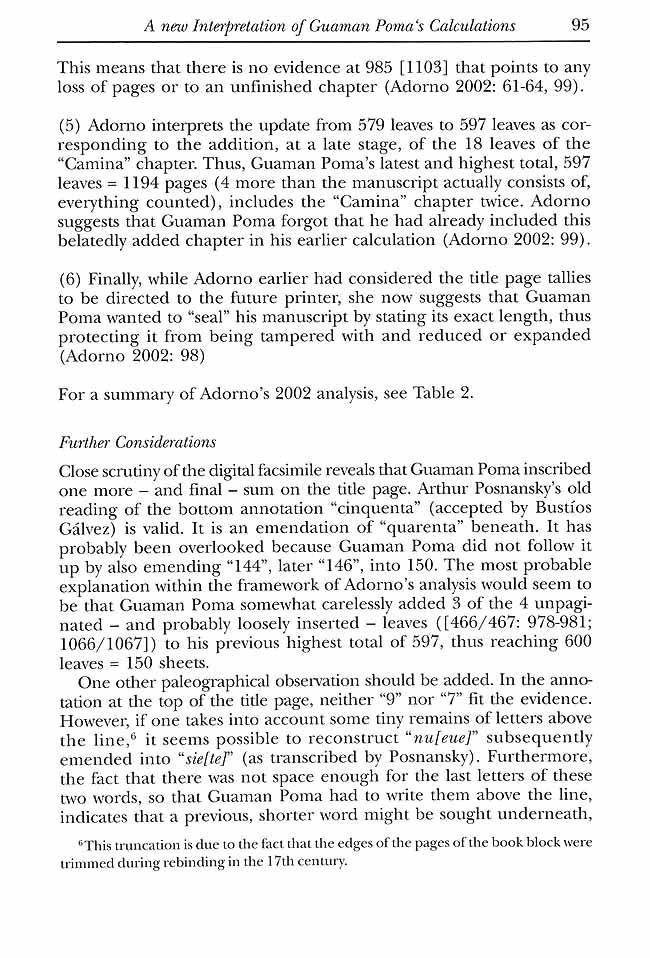 A new Interpretation of Guaman Poma's Calculations 95
This means that there is no evidence at 985 [1103] that points to any
loss of pages or to an unfinished chapter (Adorno 2002: 61-64, 99).
(5) Adorno interprets the update from 579 leaves to 597 leaves as cor-
responding to the addition, at a late stage, of the 18 leaves of the
“Camina” chapter. Thus, Guaman Poma's latest and highest total, 597
leaves = 1194 pages (4 more than the manuscript actually consists of,
everything counted), includes the “Camina” chapter twice. Adorno
suggests that Guaman Poma forgot that he had already included this
belatedly added chapter in his earlier calculation (Adorno 2002: 99).
(6) Finally, while Adorno earlier had considered the title page tallies
to be directed to the future printer, she now suggests that Guaman
Poma wanted to “seal” his manuscript by stating its exact length, thus
protecting it from being tampered with and reduced or expanded
(Adorno 2002: 98)
For a summary of Adorno's 2002 analysis, see Table 2.
Further Considerations
Close scrutiny of the digital facsimile reveals that Guaman Poma inscribed
one more – and final – sum on the title page. Arthur Posnansky's old
reading of the bottom annotation “cinquenta” (accepted by Bustíos
Gálvez) is valid. It is an emendation of “quarenta” beneath. It has
probably been overlooked because Guaman Poma did not follow it
up by also emending “144”, later “146”, into 150. The most probable
explanation within the framework of Adorno's analysis would seem to
be that Guaman Poma somewhat carelessly added 3 of the 4 unpagi-
nated – and probably loosely inserted – leaves ([466/467: 978-981;
1066/1067]) to his previous highest total of 597, thus reaching 600
leaves = 150 sheets.
One other paleographical observation should be added. In the anno-
tation at the top of the title page, neither “9” nor “7” fit the evidence.
However, if one takes into account some tiny remains of letters above
the line,⁶ it seems possible to reconstruct “nu[eue]” subsequently
emended into “sie[te]” (as transcribed by Posnansky). Furthermore,
the fact that there was not space enough for the last letters of these
two words, so that Guaman Poma had to write them above the line,
indicates that a previous, shorter word might be sought underneath,
⁶This truncation is due to the fact that the edges of the pages of the book block were
trimmed during rebinding in the 17th century.